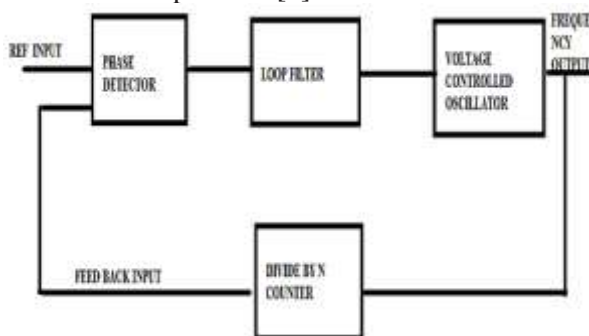 REF INPUT
PHASE
DETECTOR
LOOP FILTER
VOLTAGE
CONTROLLED
OSCILLATOR
FREQUE
NCY
OUTPUT
FEED BACK INPUT
DIVIDE BY N
COUNTER